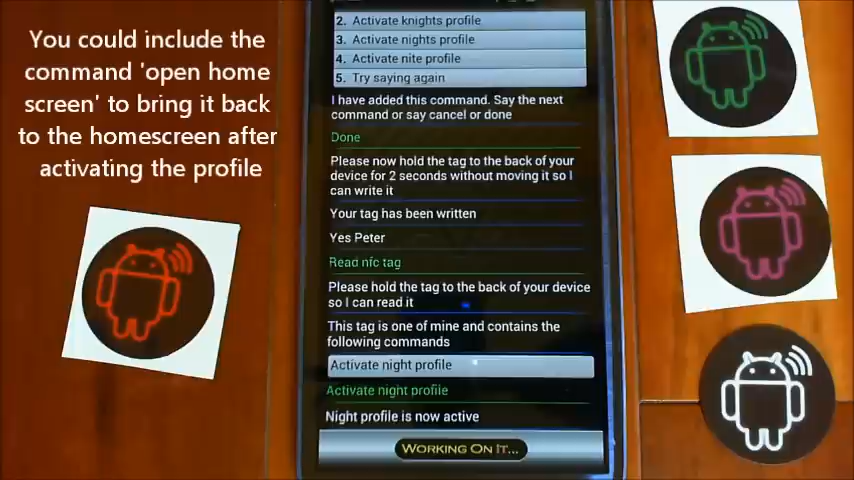 You could include the
command 'open home
screen' to bring it back
to the homescreen after
activating the profile
2. Activate knights profile
3. Activate nights profile
4. Activate nite profile
5. Try saying again
I have added this command. Say the next
command or say cancel or done
Done
Please now hold the tag to the back of your
device for 2 seconds without moving it so I
can write it
Your tag has been written
Yes Peter
Read nfc tag
Please hold the tag to the back of your device
so I can read it
This tag is one of mine and contains the
following commands
Activate night profile
Activate night profile
Night profile is now active
WORKING ON IT...